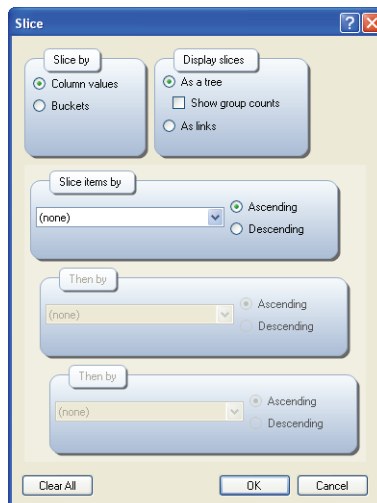 Slice
Slice by
Column values
Buckets
Display slices
As a tree
Show group counts
As links
Slice items by
(none)
Ascending
Descending
Then by
(none)
Ascending
Descending
Then by
(none)
Ascending
Descending
Clear All
OK
Cancel